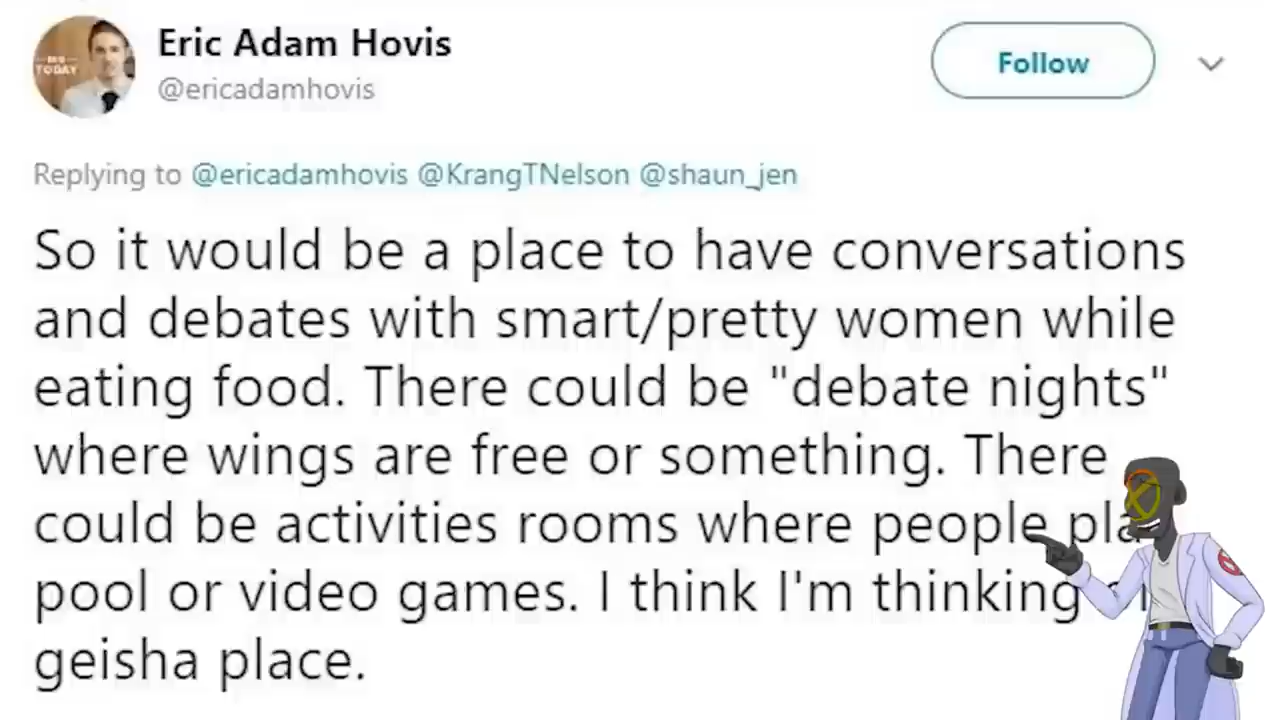 Eric Adam Hovis
@ericadamhovis
Follow
Replying to @ericadamhovis @KrangTNelson @shaun_jen
So it would be a place to have conversations
and debates with smart/pretty women while
eating food. There could be "debate nights"
where wings are free or something. There
could be activities rooms where people
pool or video games. I think I'm thinking
geisha place.